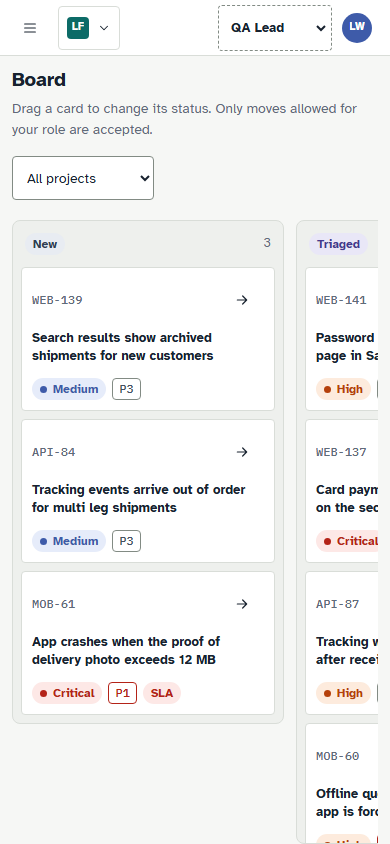 LF
QA Lead
LW
Board
Drag a card to change its status. Only moves allowed for
your role are accepted.
All projects
New
3
WEB-139
Search results show archived
shipments for new customers
Medium
P3
API-84
Tracking events arrive out of order
for multi leg shipments
Medium
P3
MOB-61
App crashes when the proof of
delivery photo exceeds 12 MB
Critical
P1
SLA
Triaged
WEB-141
Password
page in Sa
High
WEB-137
Card paym
on the sec
Critical
API-87
Tracking w
after recei
High
MOB-60
Offline qu
app is forc